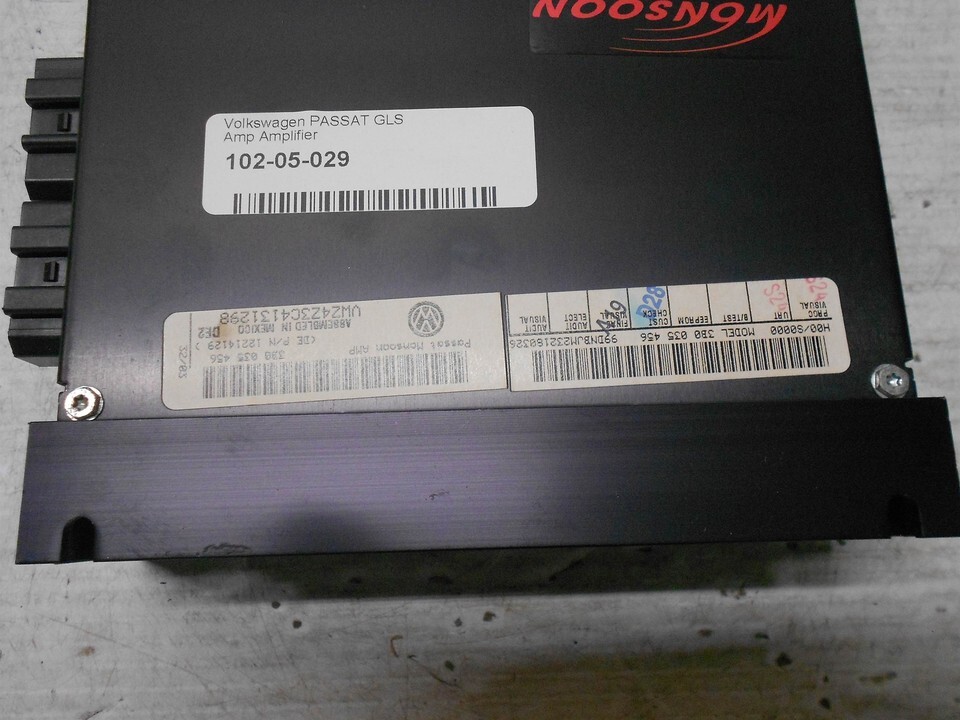 MONSOON
Volkswagen PASSAT GLS
Amp Amplifier
102-05-029
3B0 035 456
Passat Monsoon AMP
<DE P/N 12214129>
ASSEMBLED IN MEXICO
DE2
VWZ4Z3C4131298
H00/S0000
MODEL 3B0 035 456
PROC VISUAL
URT
BITEST
EEPROM
CUST CHECK
FINAL VISUAL
AUDIT ELECT
AUDIT VISUAL
528